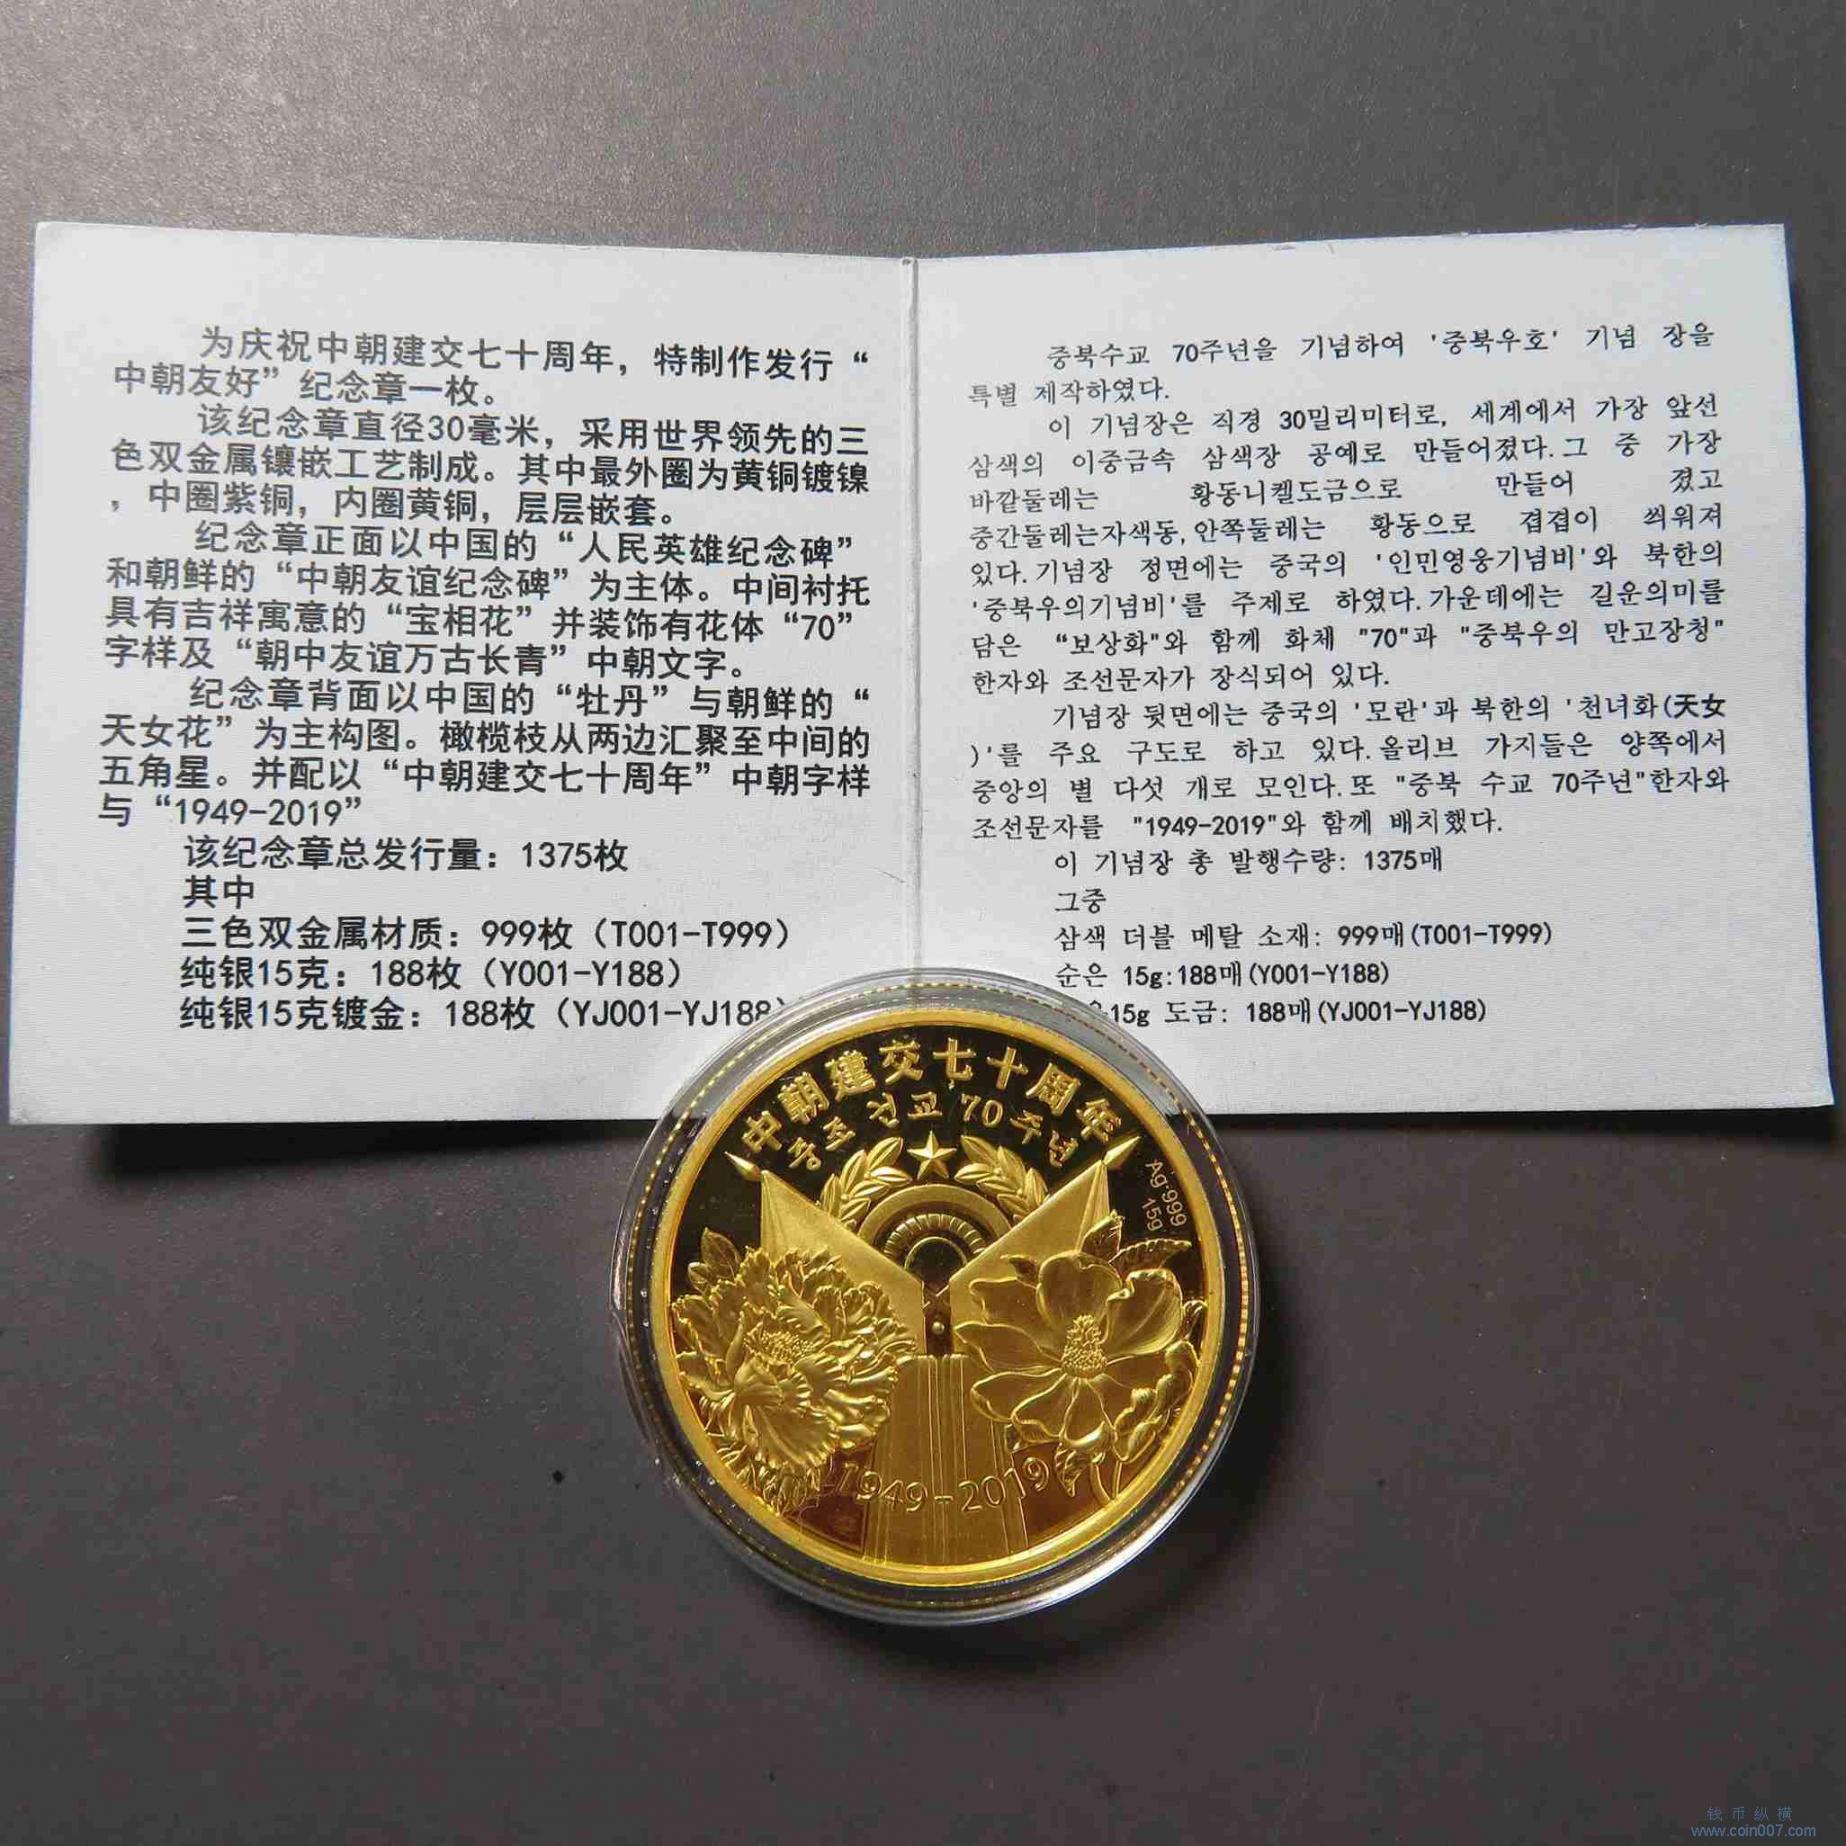 为庆祝中朝建交七十周年，特制作发行“
中朝友好”纪念章一枚。
该纪念章直径30毫米，采用世界领先的三
色双金属镶嵌工艺制成。其中最外圈为黄铜镀镍
，中圈紫铜，内圈黄铜，层层嵌套。
纪念章正面以中国的“人民英雄纪念碑”
和朝鲜的“中朝友谊纪念碑”为主体。中间衬托
具有吉祥寓意的“宝相花”并装饰有花体“70”
字样及“朝中友谊万古长青”中朝文字。
纪念章背面以中国的“牡丹”与朝鲜的“
天女花”为主构图。橄榄枝从两边汇聚至中间的
五角星。并配以“中朝建交七十周年”中朝字样
与“1949-2019”
该纪念章总发行量：1375枚
其中
三色双金属材质：999枚（T001-T999）
纯银15克：188枚（Y001-Y188）
纯银15克镀金：188枚（YJ001-YJ188）
중북수교 70주년을 기념하여 '중북우호' 기념 장을
특별 제작하였다.
이 기념장은 직경 30밀리미터로, 세계에서 가장 앞선
삼색의 이중금속 삼색장 공예로 만들어졌다.그 중 가장
바깥둘레는 황동니켈도금으로 만들어 졌고
중간둘레는자색동,안쪽둘레는 황동으로 겹겹이 씌워져
있다.기념장 정면에는 중국의 '인민영웅기념비'와 북한의
'중북우의기념비'를 주제로 하였다.가운데에는 길운의미를
담은 “보상화"와 함께 화체 "70"과 "중북우의 만고장청"
한자와 조선문자가 장식되어 있다.
기념장 뒷면에는 중국의 '모란'과 북한의 '천녀화(天女
)'를 주요 구도로 하고 있다.올리브 가지들은 양쪽에서
중앙의 별 다섯 개로 모인다.또 "중북 수교 70주년"한자와
조선문자를 "1949-2019"와 함께 배치했다.
이 기념장 총 발행수량: 1375매
그중
삼색 더블 메탈 소재: 999매(T001-T999)
순은 15g:188매(Y001-Y188)
15g 도금: 188매(YJ001-YJ188)
中朝建交七十周年
중조 건교 70 주년
Ag.999
15g
1949-2019
钱币纵横
www.coin007.com